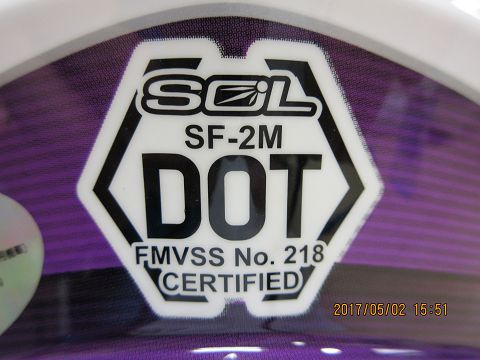 SOL
SF-2M
DOT
FMVSS No. 218
CERTIFIED
2017/05/02 15:51